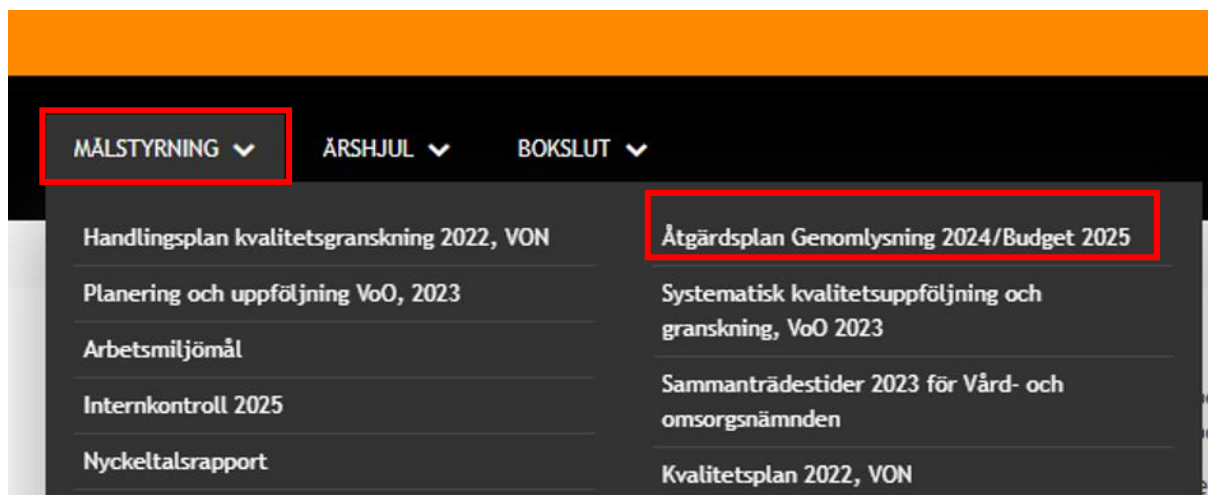 MÅLSTYRNING ÅRSHJUL BOKSLUT
Handlingsplan kvalitetsgranskning 2022, VON
Planering och uppföljning VoO, 2023
Arbetsmiljömål
Internkontroll 2025
Nyckeltalsrapport
Åtgärdsplan Genomlysning 2024/Budget 2025
Systematisk kvalitetsuppföljning och
granskning, VoO 2023
Sammanträdestider 2023 för Vård- och
omsorgsnämnden
Kvalitetsplan 2022, VON